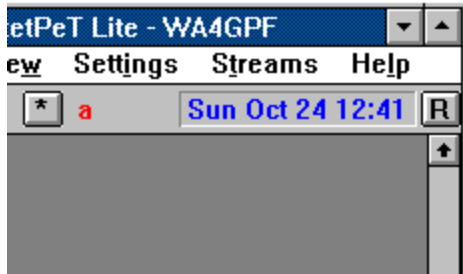 etPeT Lite - WA4GPF
ew Settings Streams Help
* a Sun Oct 24 12:41 R